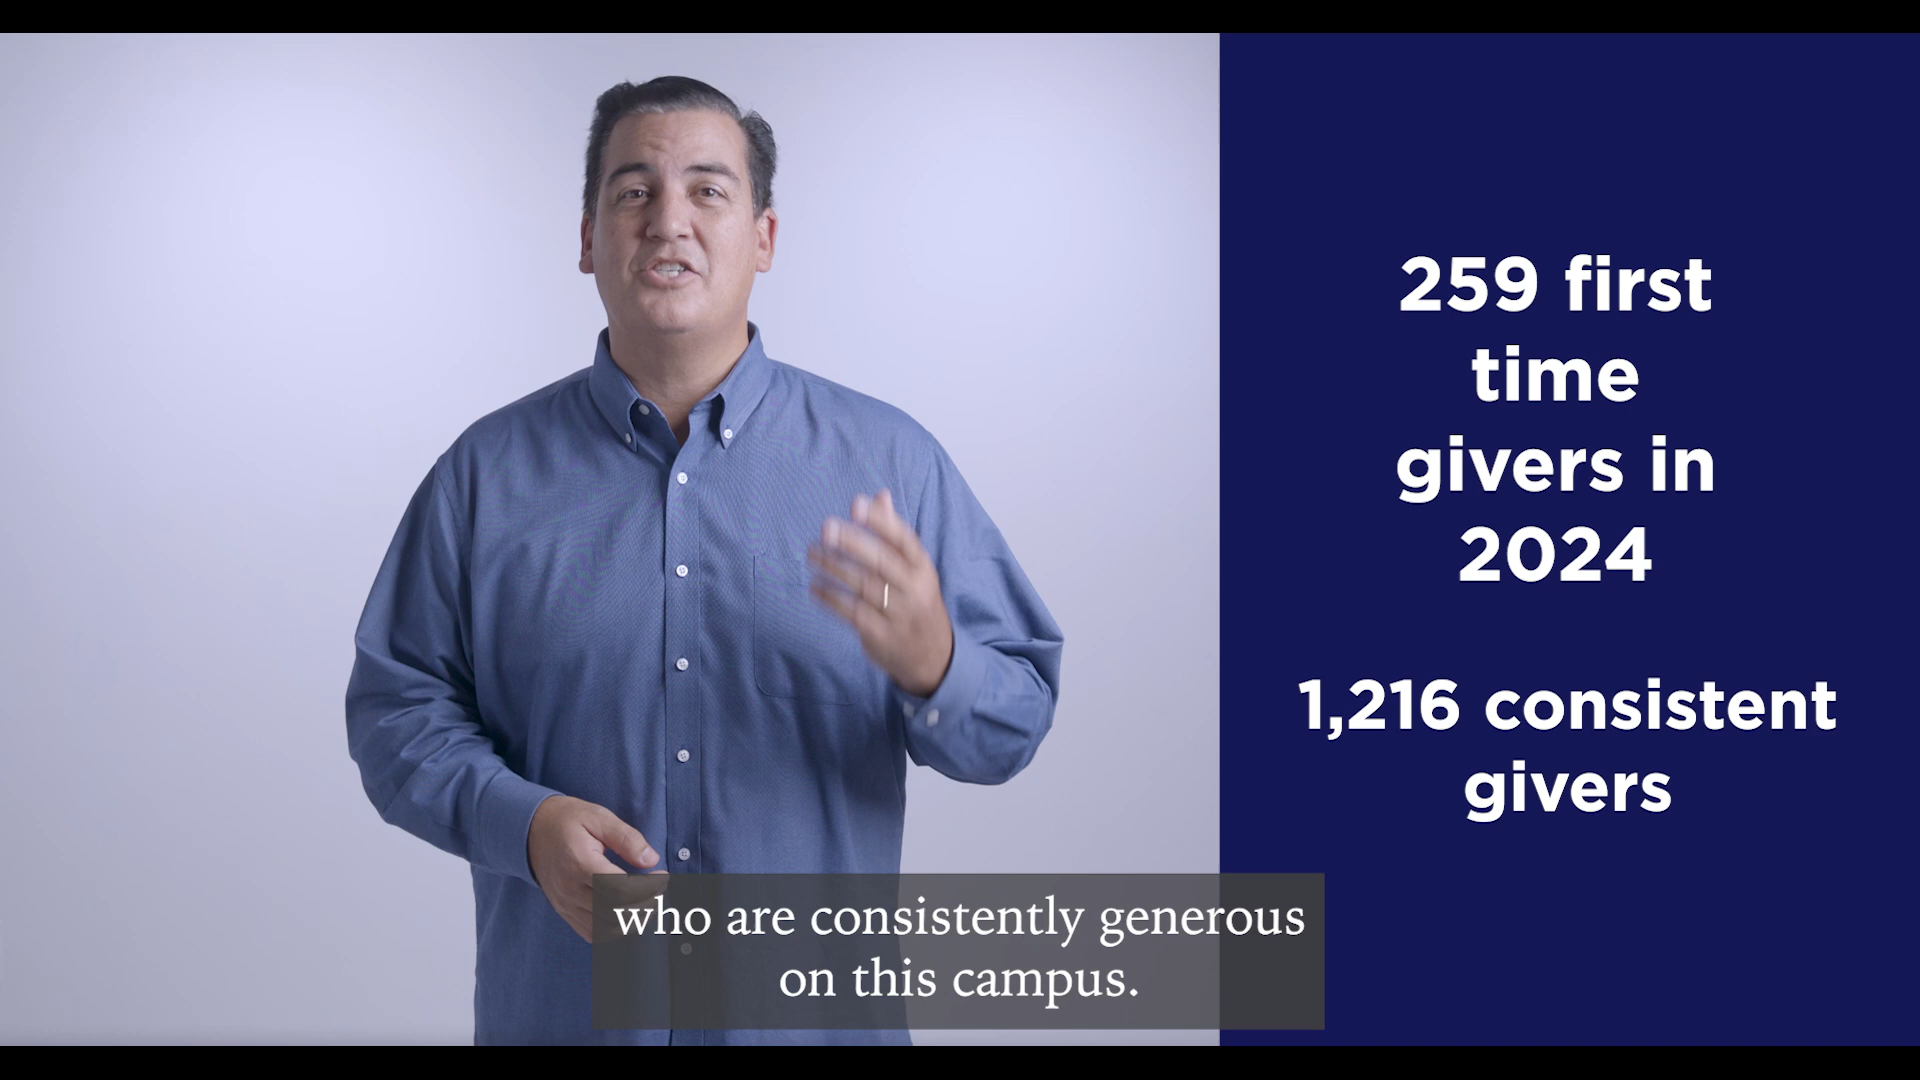 259 first
time
givers in
2024
1,216 consistent
givers
who are consistently generous
on this campus.